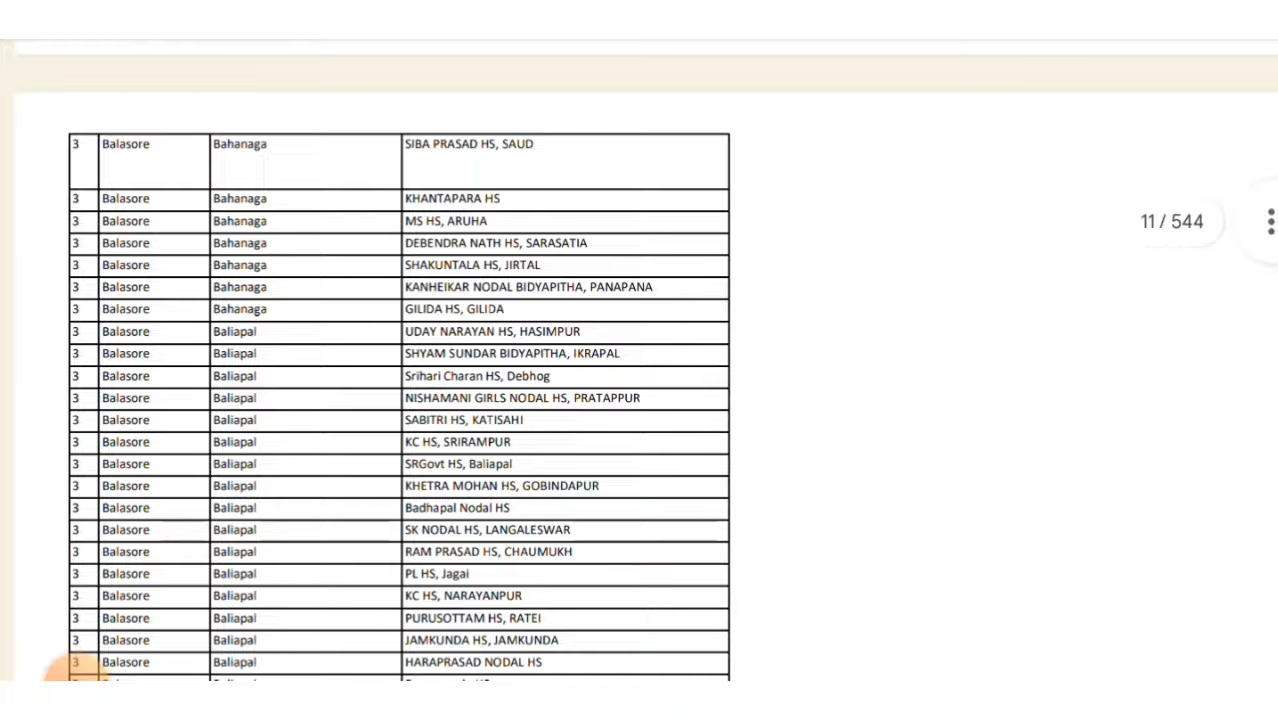 3 Balasore Bahanaga SIBA PRASAD HS, SAUD
3 Balasore Bahanaga KHANTAPARA HS
3 Balasore Bahanaga MS HS, ARUHA
3 Balasore Bahanaga DEBENDRA NATH HS, SARASATIA
11 / 544
3 Balasore Bahanaga SHAKUNTALA HS, JIRTAL
3 Balasore Bahanaga KANHEIKAR NODAL BIDYAPITHA, PANAPANA
3 Balasore Bahanaga GILIDA HS, GILIDA
3 Balasore Baliapal UDAY NARAYAN HS, HASIMPUR
3 Balasore Baliapal SHYAM SUNDAR BIDYAPITHA, IKRAPAL
3 Balasore Baliapal Srihari Charan HS, Debhog
3 Balasore Baliapal NISHAMANI GIRLS NODAL HS, PRATAPPUR
3 Balasore Baliapal SABITRI HS, KATISAHI
3 Balasore Baliapal KC HS, SRIRAMPUR
3 Balasore Baliapal SRGovt HS, Baliapal
3 Balasore Baliapal KHETRA MOHAN HS, GOBINDAPUR
3 Balasore Baliapal Badhapal Nodal HS
3 Balasore Baliapal SK NODAL HS, LANGALESWAR
3 Balasore Baliapal RAM PRASAD HS, CHAUMUKH
3 Balasore Baliapal PL HS, Jagai
3 Balasore Baliapal KC HS, NARAYANPUR
3 Balasore Baliapal PURUSOTTAM HS, RATEI
3 Balasore Baliapal JAMKUNDA HS, JAMKUNDA
3 Balasore Baliapal HARAPRASAD NODAL HS